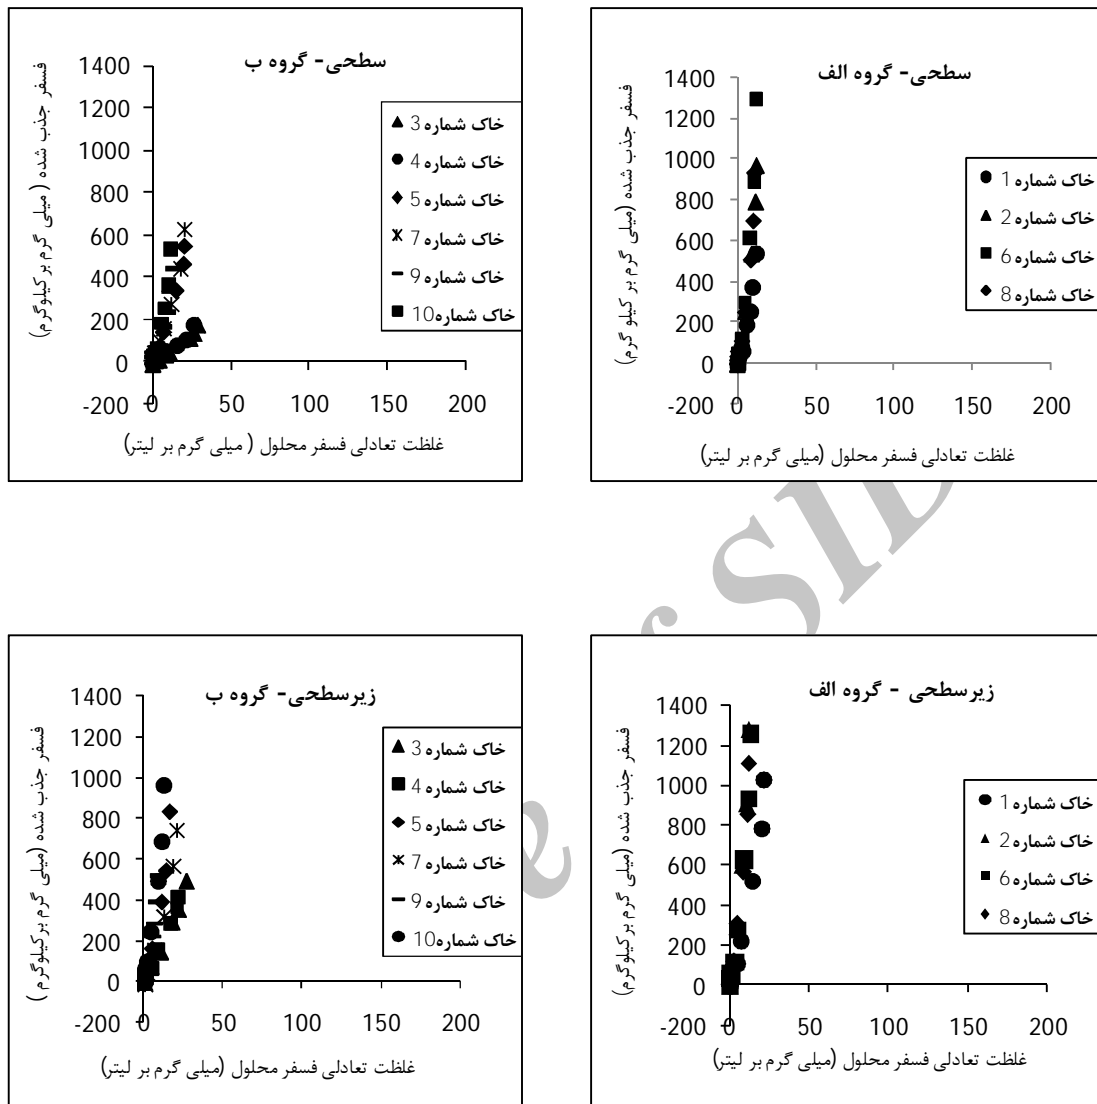 سطحی- گروه الف
فسفر جذب شده (میلی گرم بر کیلو گرم)
1400
1200
1000
800
600
400
200
0
-200
0 50 100 150 200
غلظت تعادلی فسفر محلول (میلی گرم بر لیتر)
خاک شماره 1
خاک شماره 2
خاک شماره 6
خاک شماره 8
سطحی- گروه ب
فسفر جذب شده ( میلی گرم بر کیلوگرم)
1400
1200
1000
800
600
400
200
0
-200
0 50 100 150 200
غلظت تعادلی فسفر محلول ( میلی گرم بر لیتر)
خاک شماره 3
خاک شماره 4
خاک شماره 5
خاک شماره 7
خاک شماره 9
خاک شماره 10
زیرسطحی - گروه الف
فسفر جذب شده (میلی گرم بر کیلوگرم)
1400
1200
1000
800
600
400
200
0
-200
0 50 100 150 200
غلظت تعادلی فسفر محلول (میلی گرم بر لیتر)
خاک شماره 1
خاک شماره 2
خاک شماره 6
خاک شماره 8
زیرسطحی- گروه ب
فسفر جذب شده (میلی گرم برکیلوگرم )
1400
1200
1000
800
600
400
200
0
-200
0 50 100 150 200
غلظت تعادلی فسفر محلول (میلی گرم بر لیتر)
خاک شماره 3
خاک شماره 4
خاک شماره 5
خاک شماره 7
خاک شماره 9
خاک شماره 10